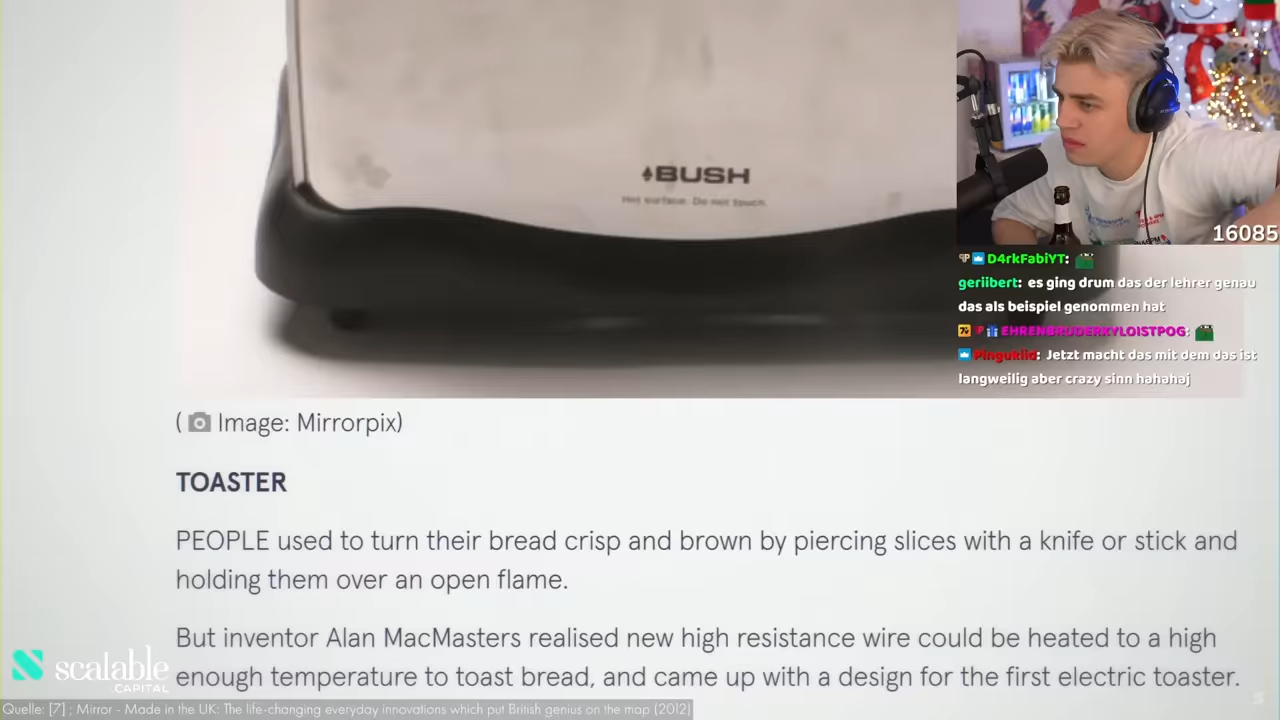 BUSH
Hot surface. Do not touch.
16085
D4rkFabiYT:
geriibert: es ging drum das der lehrer genau
das als beispiel genommen hat
EHRENBRUDERKYLOISTPOG:
Pingukiid: Jetzt macht das mit dem das ist
langweilig aber crazy sinn hahahaj
( Image: Mirrorpix)
TOASTER
PEOPLE used to turn their bread crisp and brown by piercing slices with a knife or stick and
holding them over an open flame.
But inventor Alan MacMasters realised new high resistance wire could be heated to a high
enough temperature to toast bread, and came up with a design for the first electric toaster.
scalable
CAPITAL
Quelle: [7] ; Mirror - Made in the UK: The life-changing everyday innovations which put British genius on the map (2012)